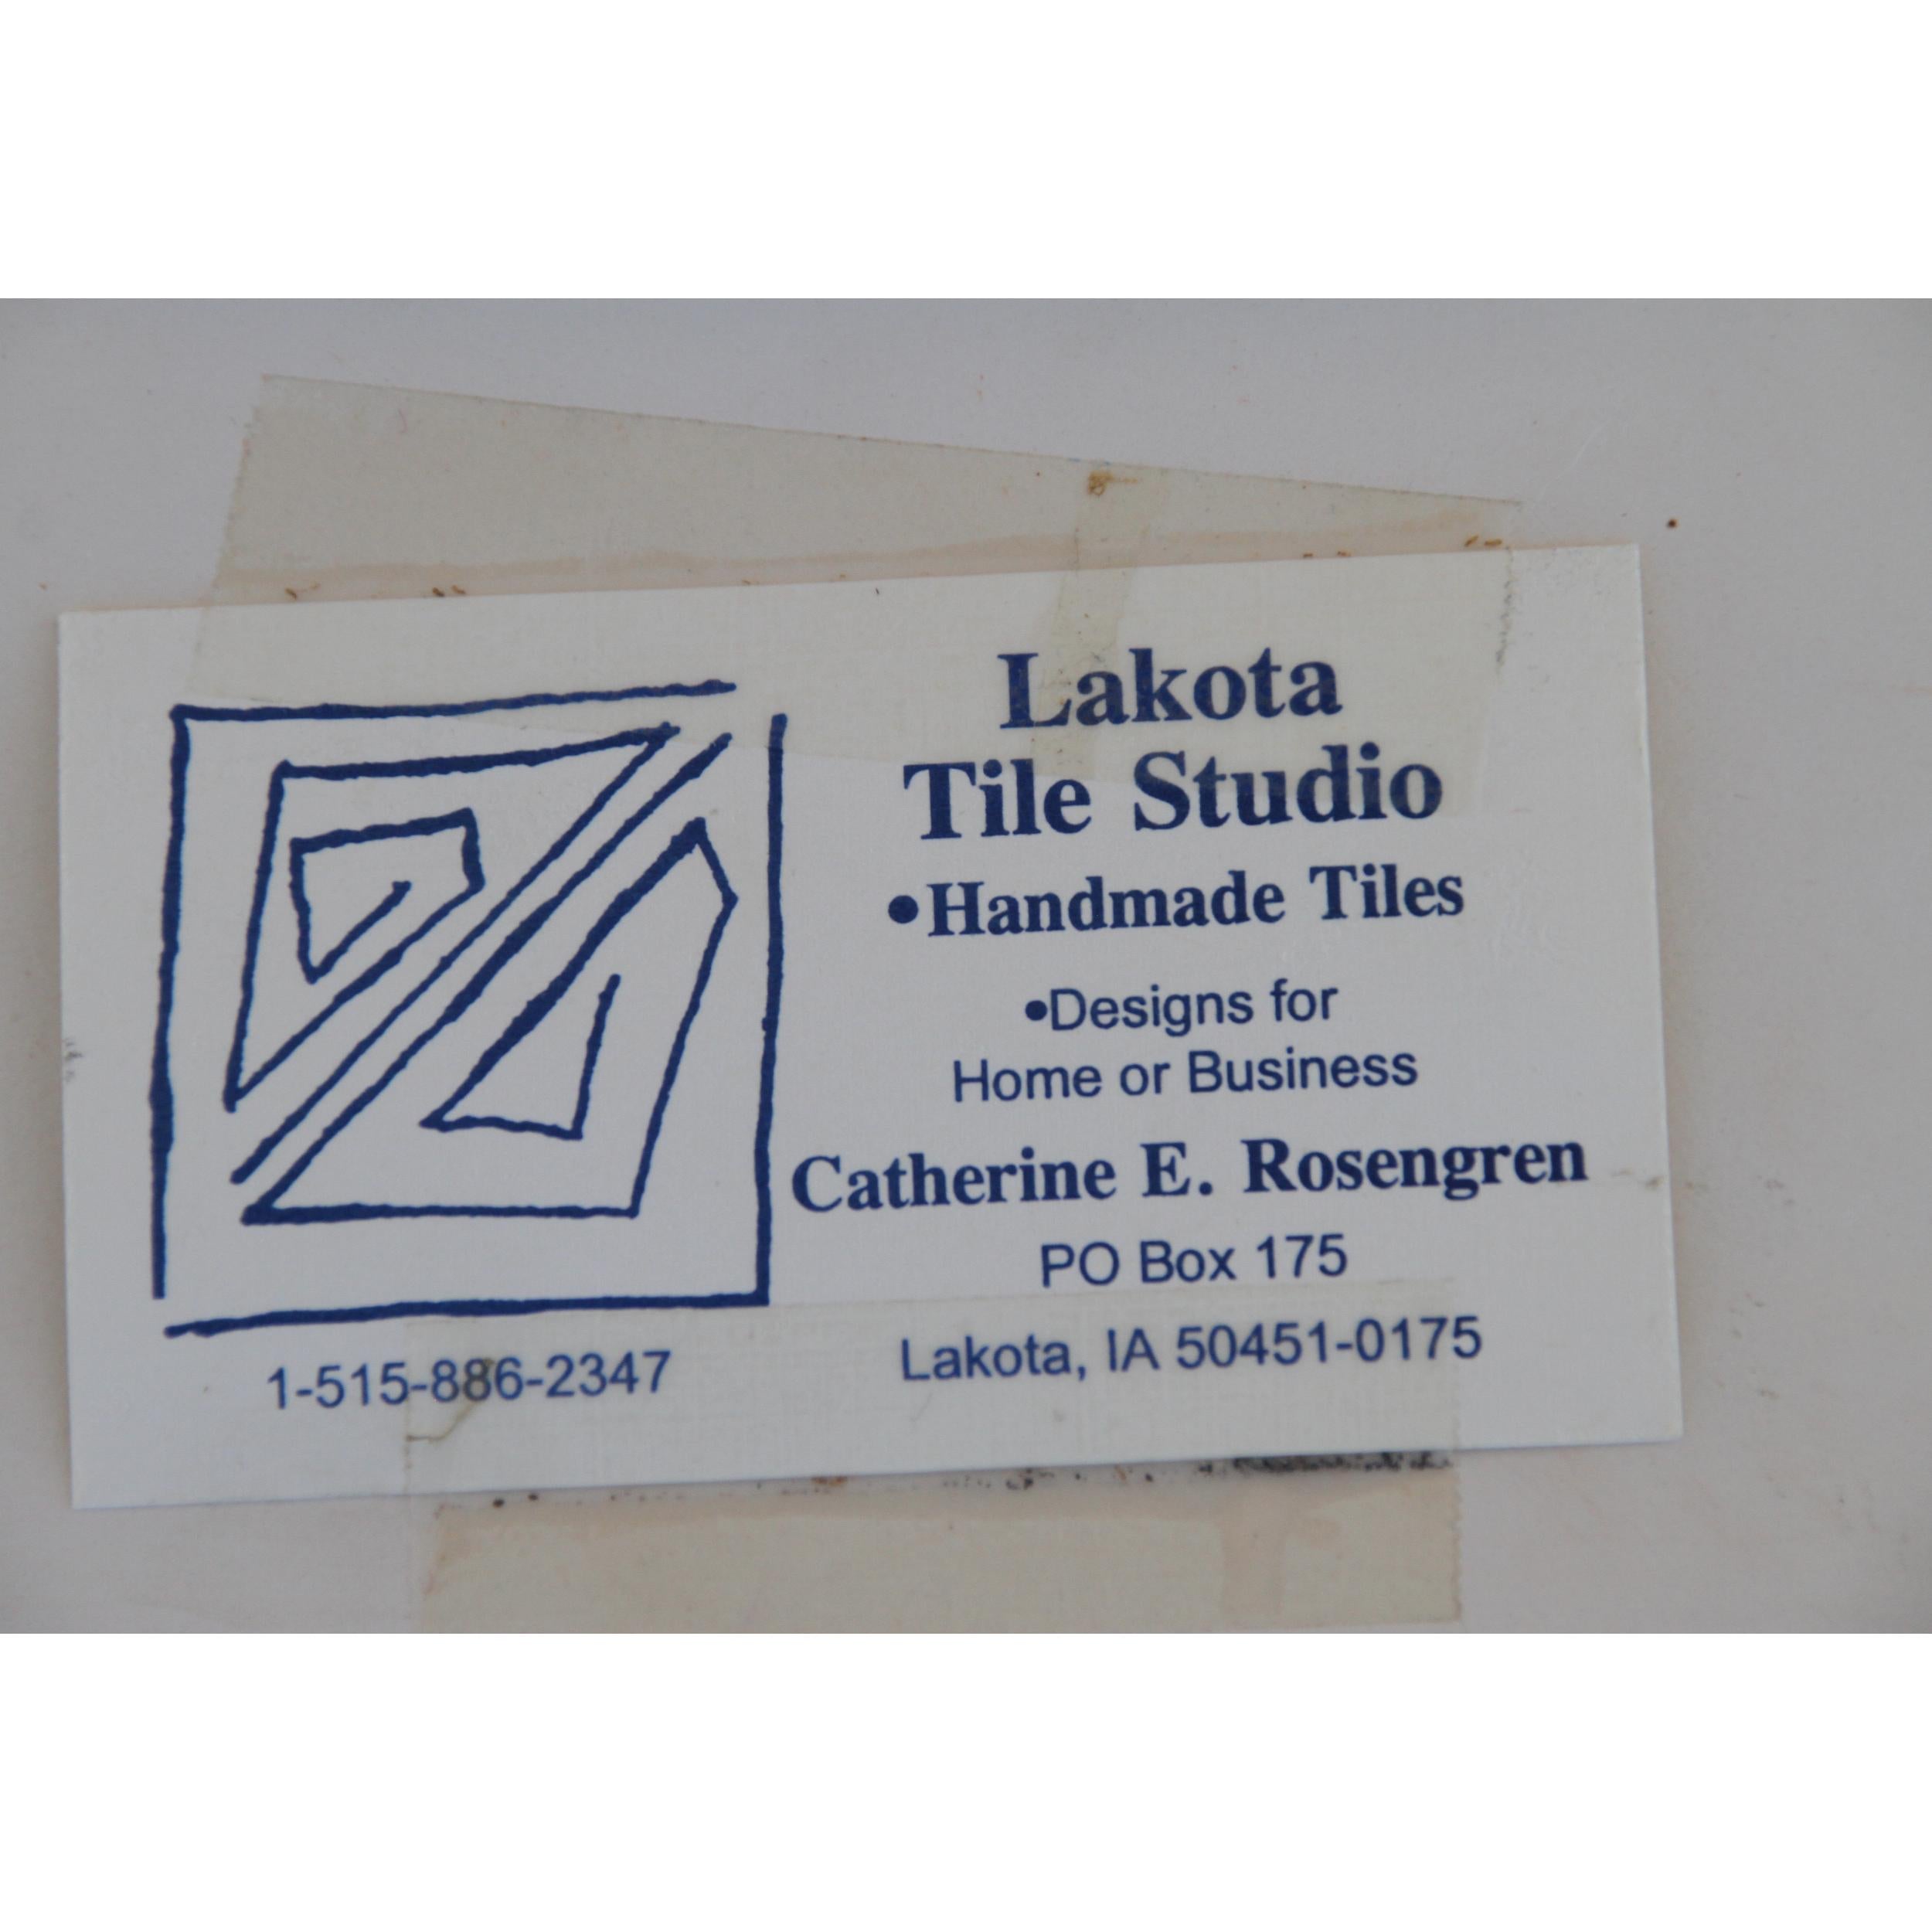 Lakota
Tile Studio
•Handmade Tiles
•Designs for
Home or Business
Catherine E. Rosengren
PO Box 175
Lakota, IA 50451-0175
1-515-886-2347